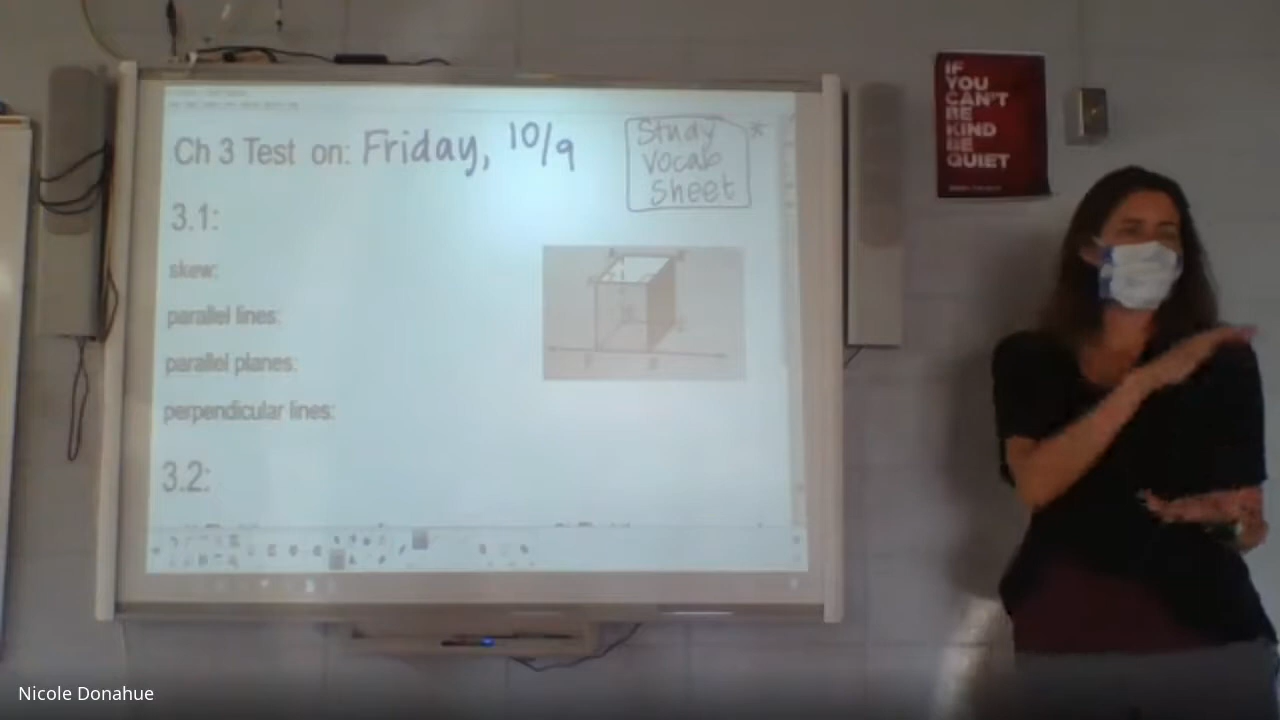 Ch 3 Test on: Friday, 10/9
Study *
Vocab
Sheet
3.1:
skew:
parallel lines:
parallel planes:
perpendicular lines:
3.2:
IF
YOU
CAN'T
BE
KIND
BE
QUIET
Nicole Donahue